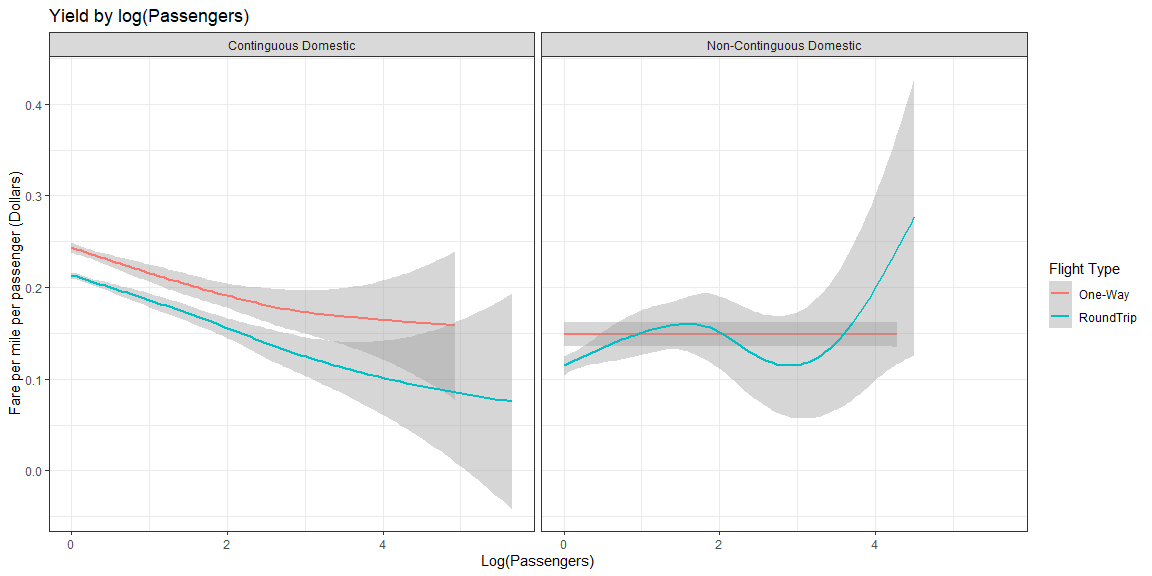 Yield by log(Passengers)
Continguous Domestic
Non-Continguous Domestic
0.4
0.3
0.2
0.1
0.0
Fare per mile per passenger (Dollars)
0 2 4
0 2 4
Log(Passengers)
Flight Type
One-Way
RoundTrip